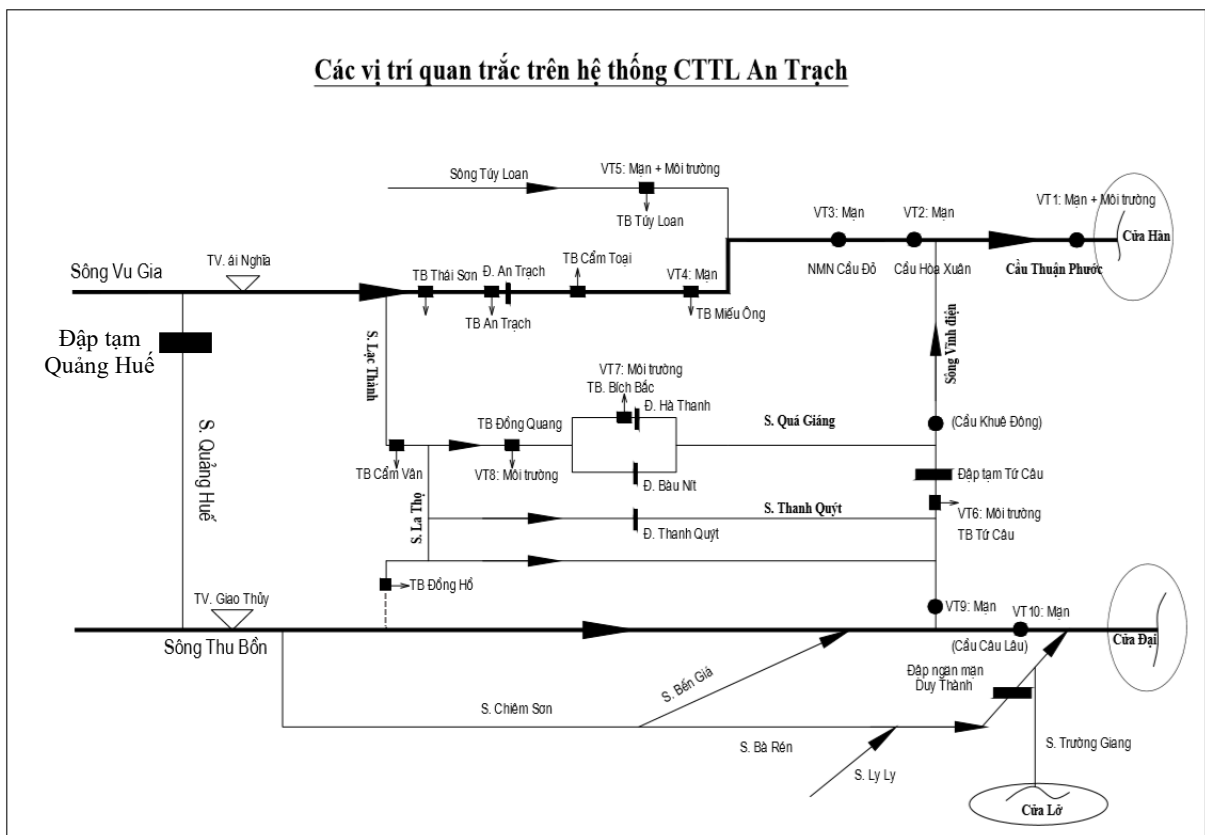 Các vị trí quan trắc trên hệ thống CTTL An Trạch
VT5: Mạn + Môi trường
Sông Túy Loan
TB Túy Loan
VT3: Mạn
VT2: Mạn
VT1: Mạn + Môi trường
Cửa Hàn
NMN Cầu Đỏ
Cầu Hòa Xuân
Cầu Thuận Phước
Sông Vu Gia
TV. ái Nghĩa
TB Thái Sơn
Đ. An Trạch
TB Cẩm Toại
VT4: Mạn
TB An Trạch
TB Miếu Ông
Đập tạm
Quảng Huế
S. Lạc Thành
Sông Vĩnh điện
VT7: Môi trường
TB. Bích Bắc
Đ. Hà Thanh
TB Đồng Quang
S. Quá Giáng
(Cầu Khuê Đông)
S. Quảng Huế
TB Cẩm Vân
VT8: Môi trường
Đ. Bàu Nít
Đập tạm Tứ Câu
S. La Thọ
S. Thanh Quýt
Đ. Thanh Quýt
VT6: Môi trường
TB Tứ Câu
TB Đồng Hồ
TV. Giao Thủy
VT9: Mạn
VT10: Mạn
Sông Thu Bồn
(Cầu Câu Lâu)
Cửa Đại
Đập ngăn mặn
Duy Thành
S. Bến Giá
S. Chiêm Sơn
S. Bà Rén
S. Trường Giang
S. Ly Ly
Cửa Lở